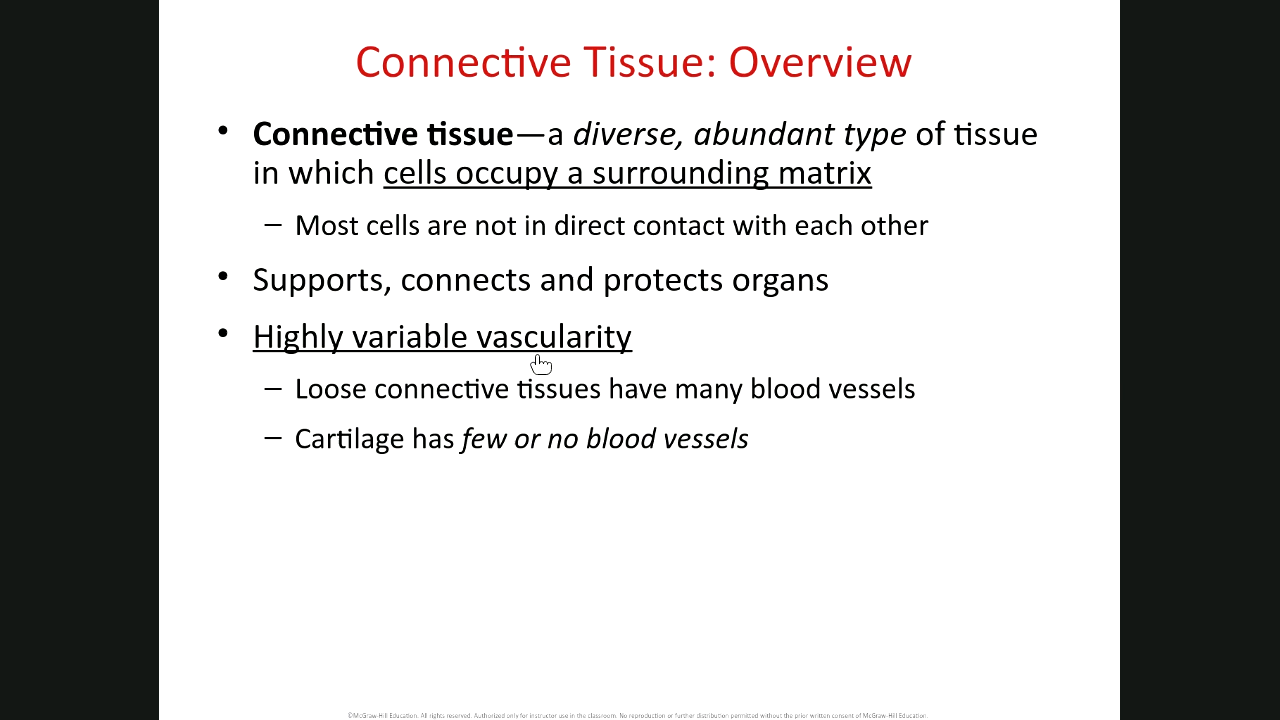 Connective Tissue: Overview
• Connective tissue—a diverse, abundant type of tissue
in which cells occupy a surrounding matrix
– Most cells are not in direct contact with each other
• Supports, connects and protects organs
• Highly variable vascularity
– Loose connective tissues have many blood vessels
– Cartilage has few or no blood vessels
©McGraw-Hill Education. All rights reserved. Authorized only for instructor use in the classroom. No reproduction or further distribution permitted without the prior written consent of McGraw-Hill Education.